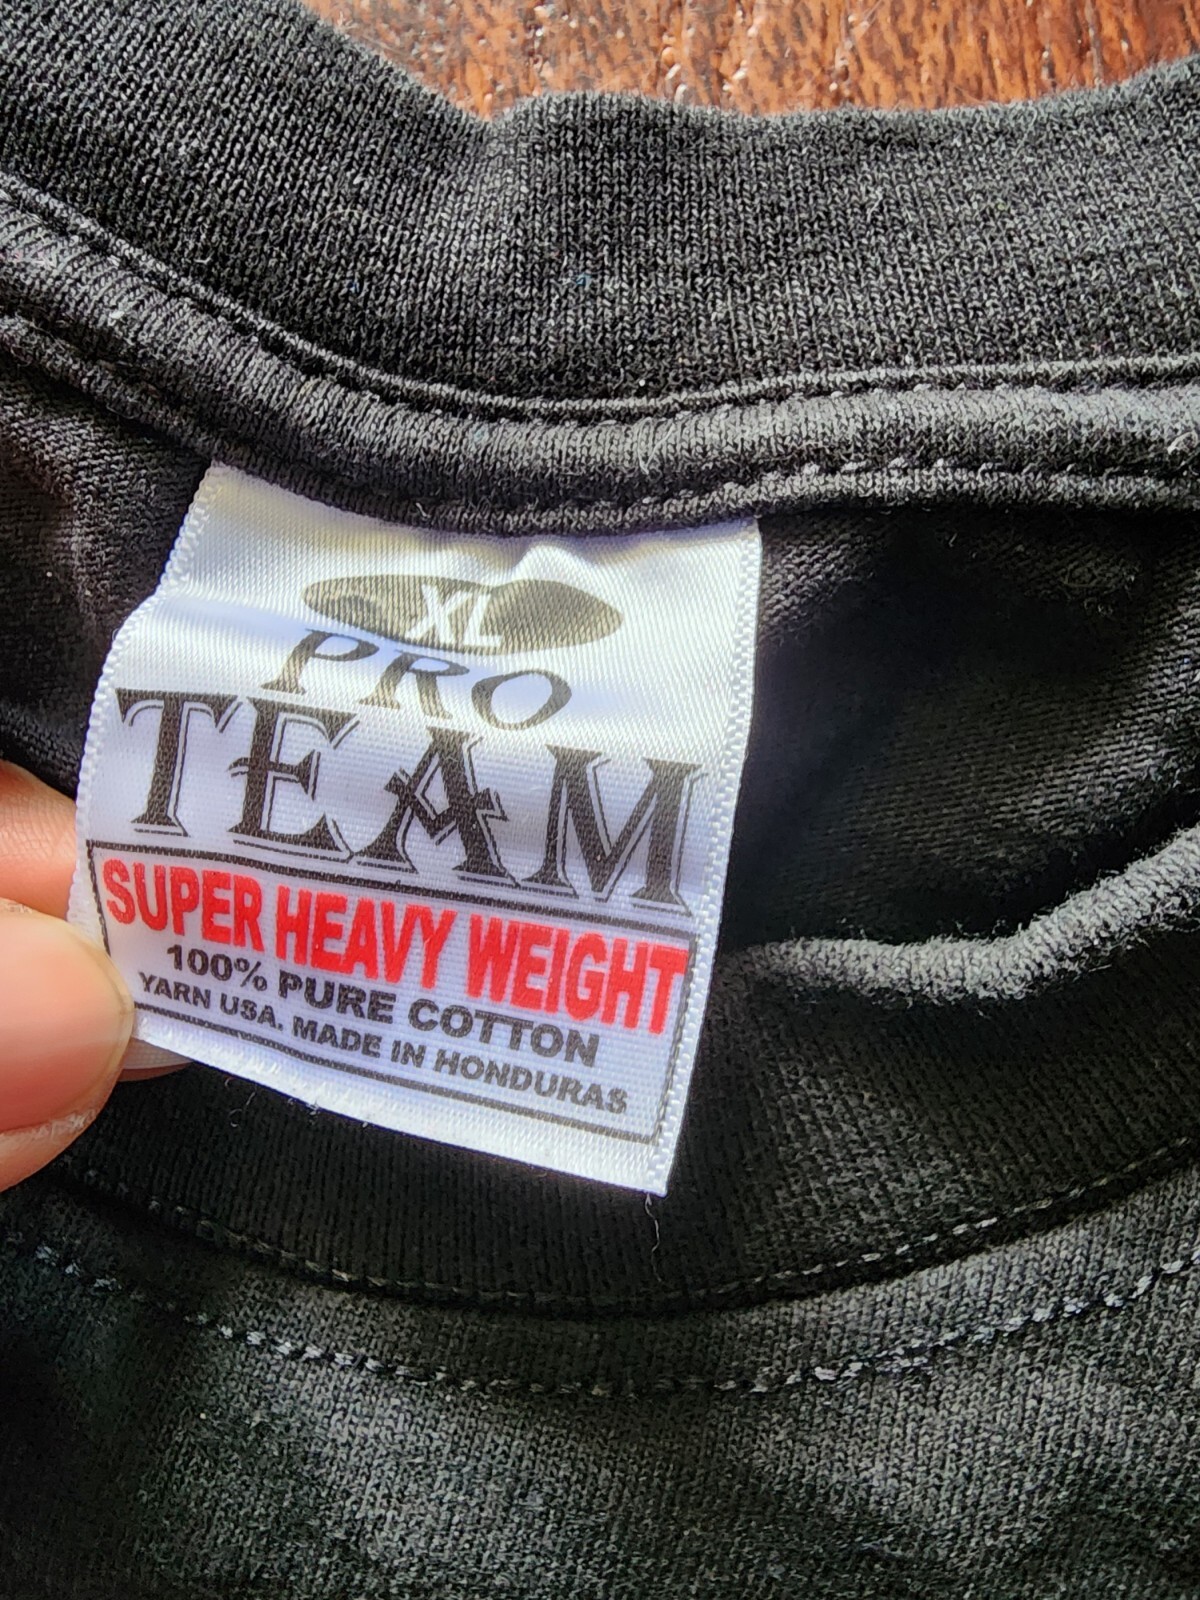 XL
PRO
TEAM
SUPER HEAVY WEIGHT
100% PURE COTTON
YARN USA. MADE IN HONDURAS